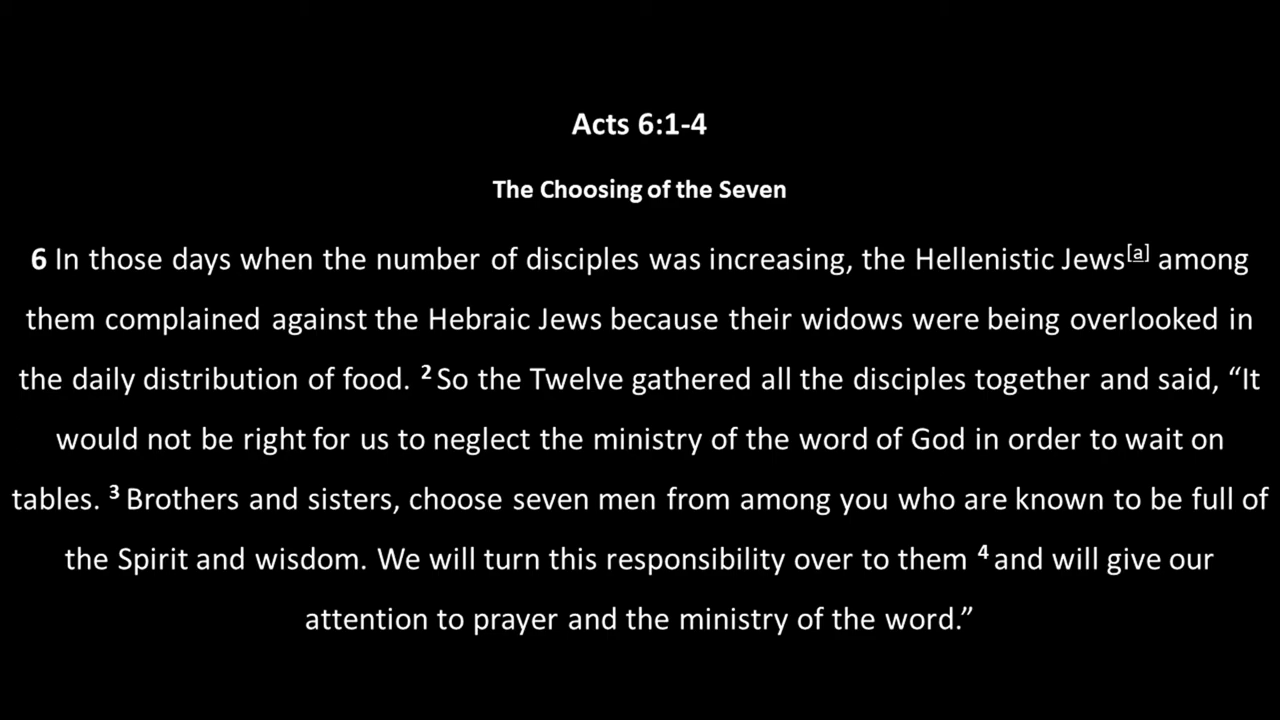 Acts 6:1-4
The Choosing of the Seven
6 In those days when the number of disciples was increasing, the Hellenistic Jews[a] among
them complained against the Hebraic Jews because their widows were being overlooked in
the daily distribution of food. 2 So the Twelve gathered all the disciples together and said, “It
would not be right for us to neglect the ministry of the word of God in order to wait on
tables. 3 Brothers and sisters, choose seven men from among you who are known to be full of
the Spirit and wisdom. We will turn this responsibility over to them 4 and will give our
attention to prayer and the ministry of the word.”